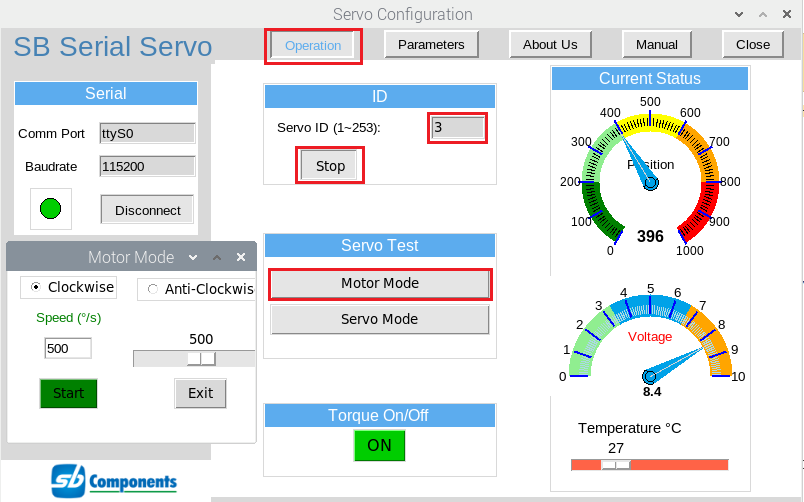 Servo Configuration
SB Serial Servo
Operation
Parameters
About Us
Manual
Close
Serial
Comm Port ttyS0
Baudrate 115200
Disconnect
ID
Servo ID (1~253): 3
Stop
Current Status
0 100 200 300 400 500 600 700 800 900 1000
Position
396
Motor Mode
Clockwise
Anti-Clockwis
Speed (°/s)
500
500
Start
Exit
Servo Test
Motor Mode
Servo Mode
0 1 2 3 4 5 6 7 8 9 10
Voltage
8.4
Torque On/Off
ON
Temperature °C
27
sb Components